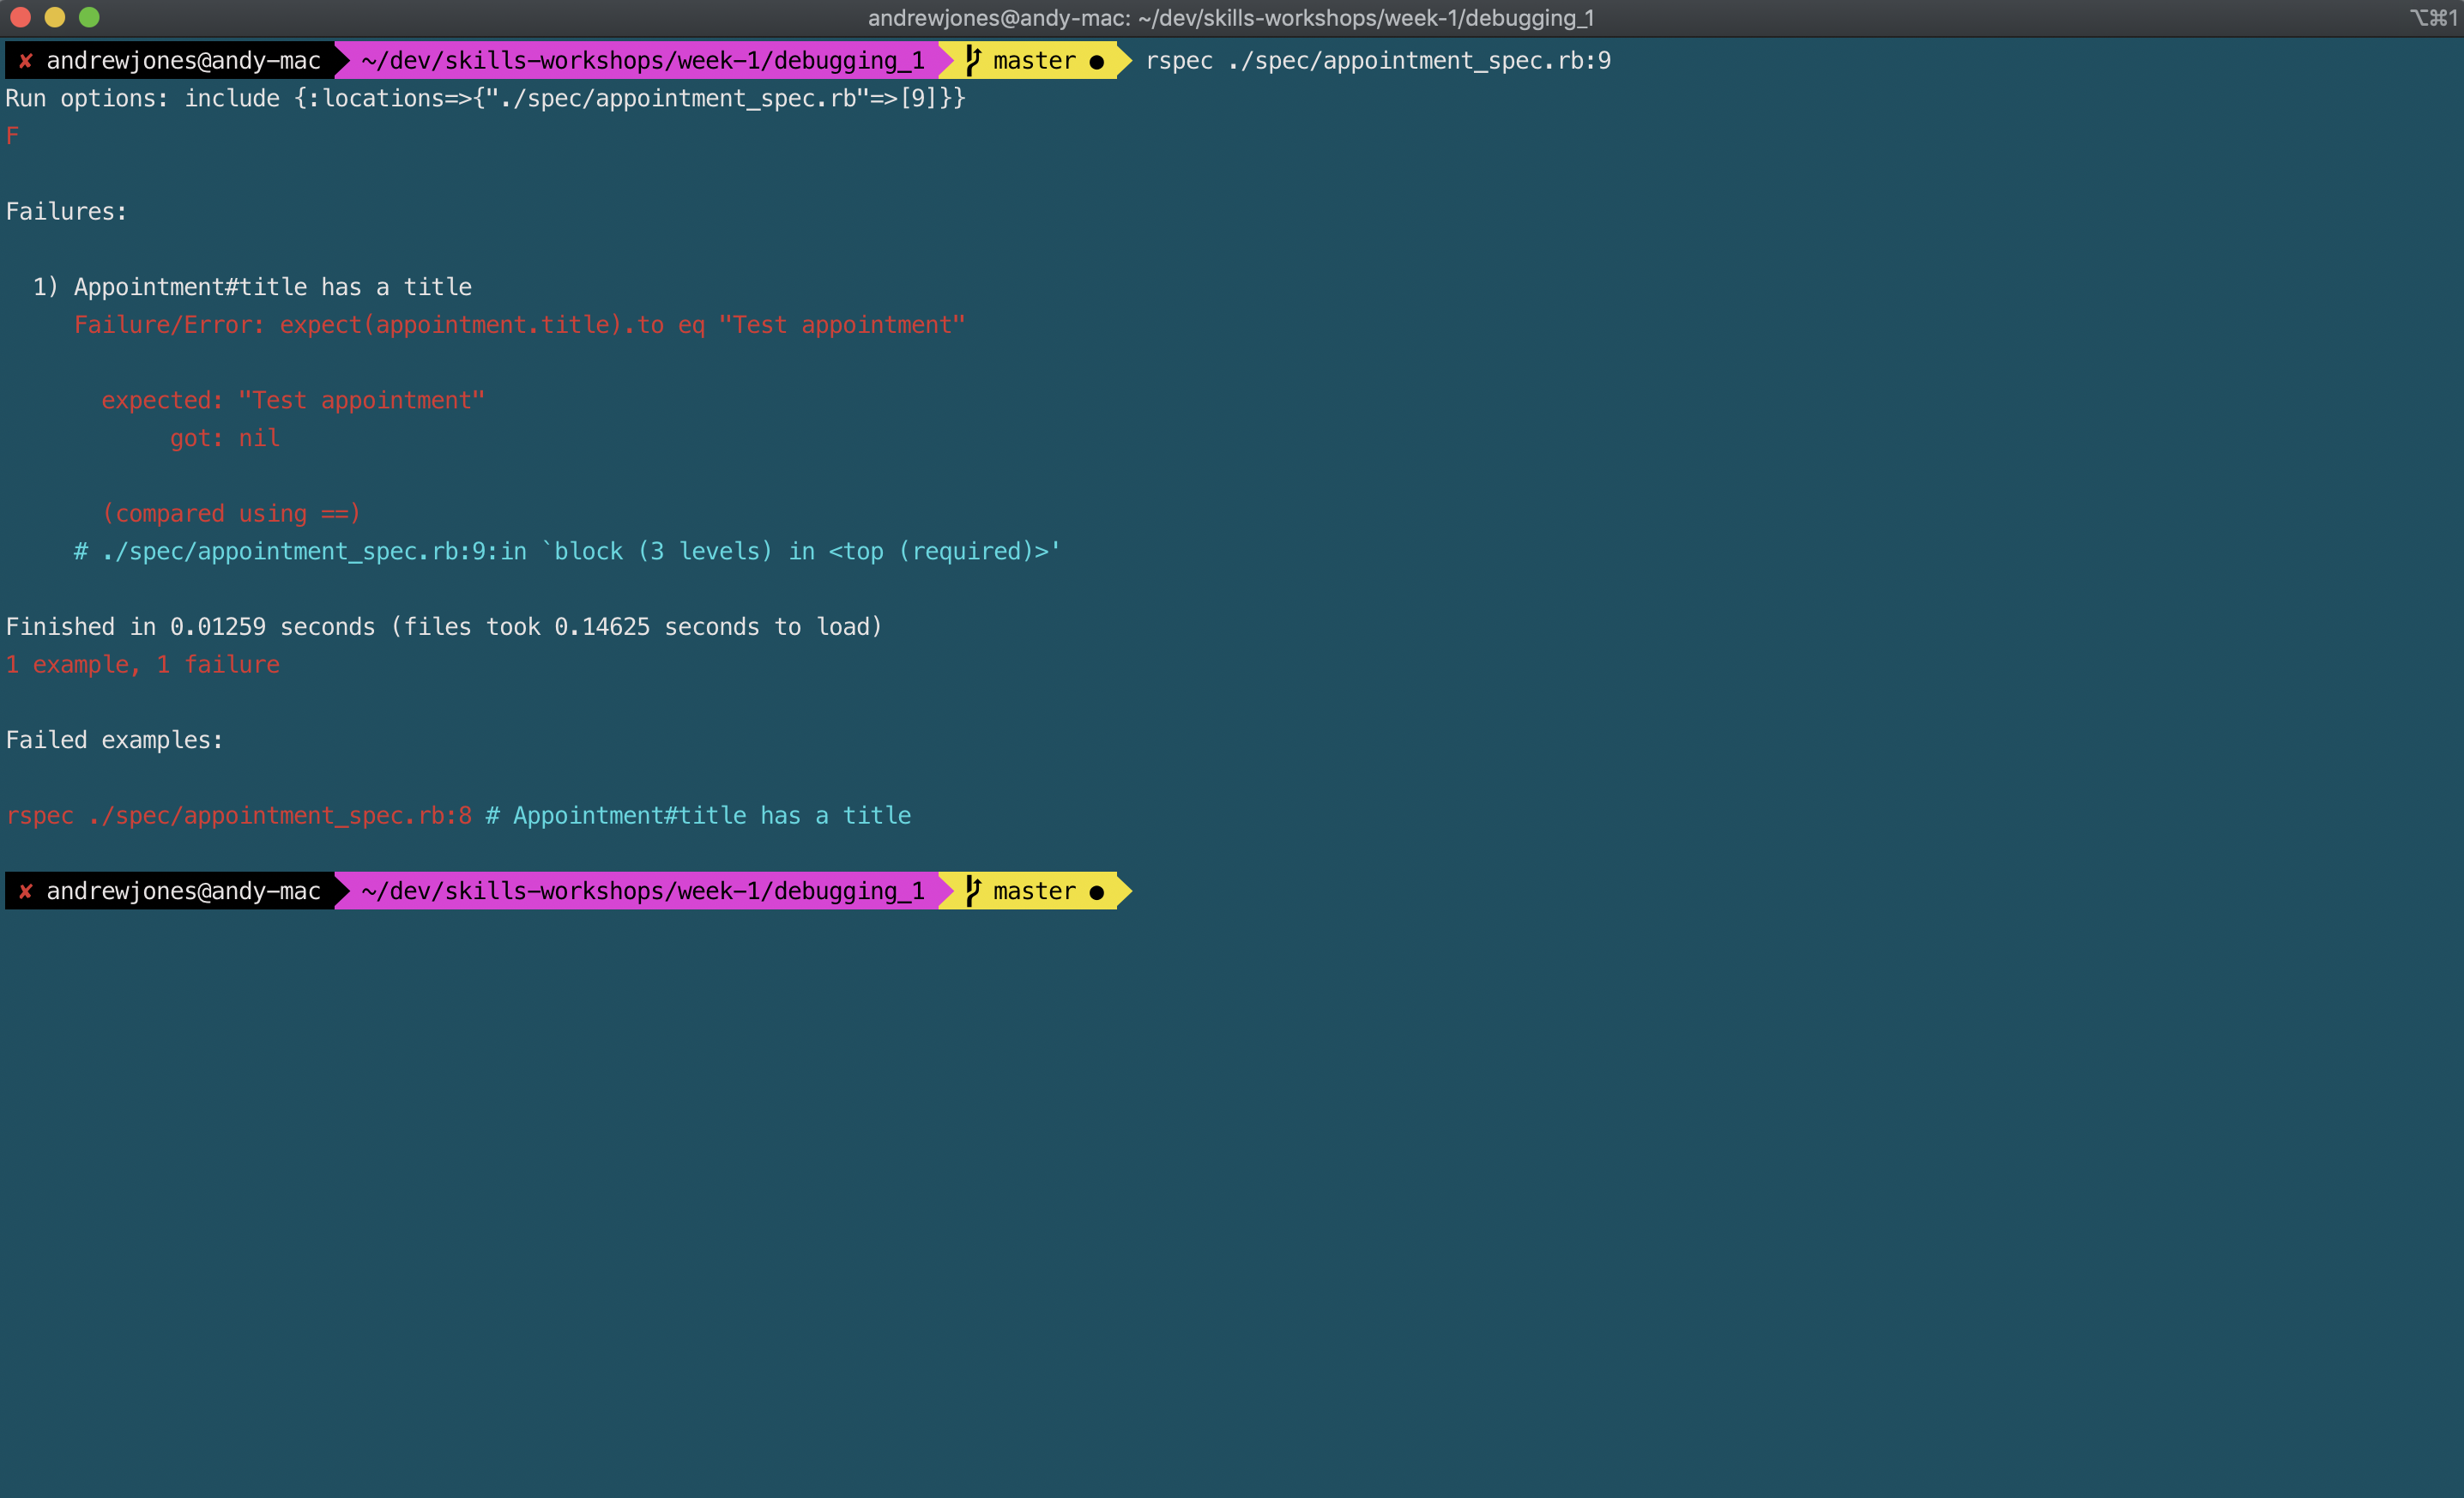 andrewjones@andy-mac: ~/dev/skills-workshops/week-1/debugging_1 ⌥⌘1
✘ andrewjones@andy-mac ~/dev/skills-workshops/week-1/debugging_1 master ● rspec ./spec/appointment_spec.rb:9
Run options: include {:locations=>{"./spec/appointment_spec.rb"=>[9]}}
F
Failures:
1) Appointment#title has a title
Failure/Error: expect(appointment.title).to eq "Test appointment"
expected: "Test appointment"
got: nil
(compared using ==)
# ./spec/appointment_spec.rb:9:in `block (3 levels) in <top (required)>'
Finished in 0.01259 seconds (files took 0.14625 seconds to load)
1 example, 1 failure
Failed examples:
rspec ./spec/appointment_spec.rb:8 # Appointment#title has a title
✘ andrewjones@andy-mac ~/dev/skills-workshops/week-1/debugging_1 master ●